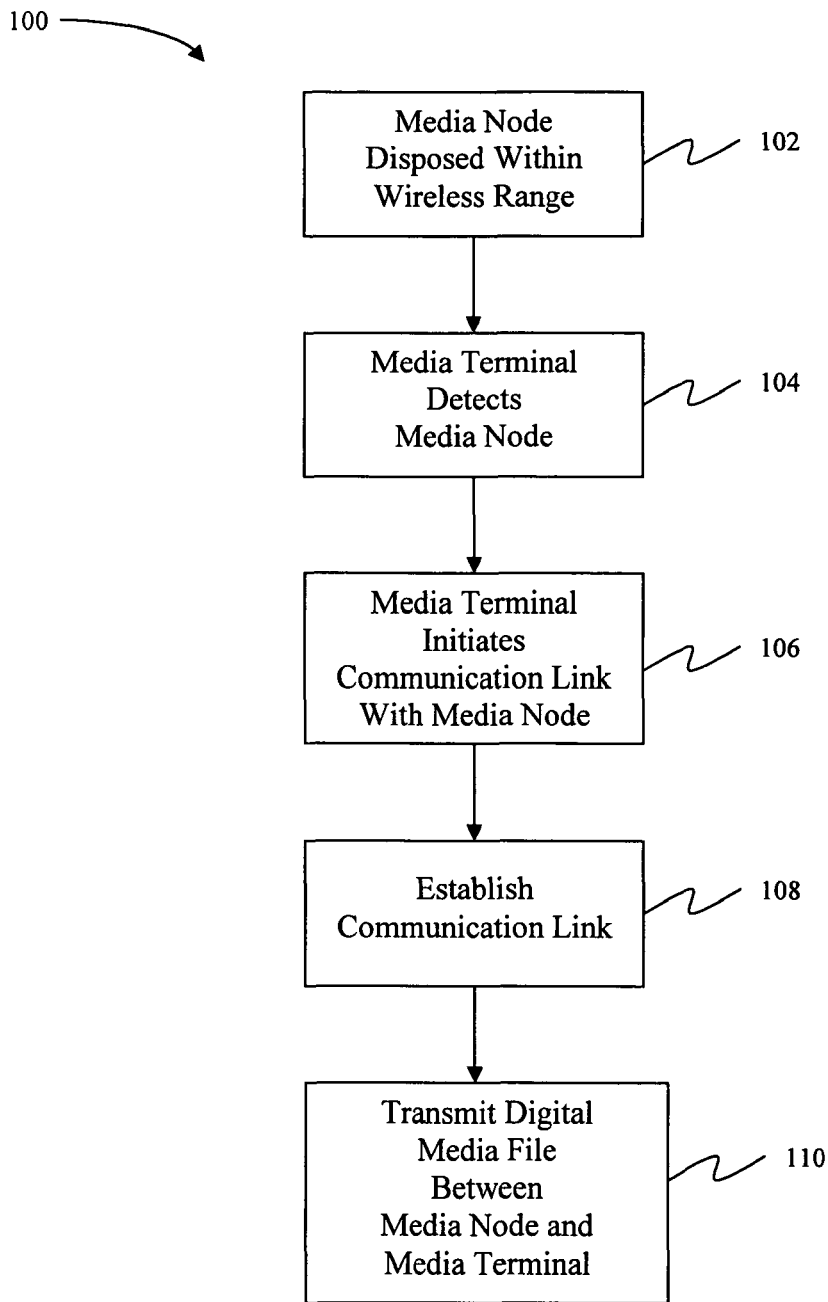 100
Media Node
Disposed Within
Wireless Range
102
Media Terminal
Detects
Media Node
104
Media Terminal
Initiates
Communication Link
With Media Node
106
Establish
Communication Link
108
Transmit Digital
Media File
Between
Media Node and
Media Terminal
110